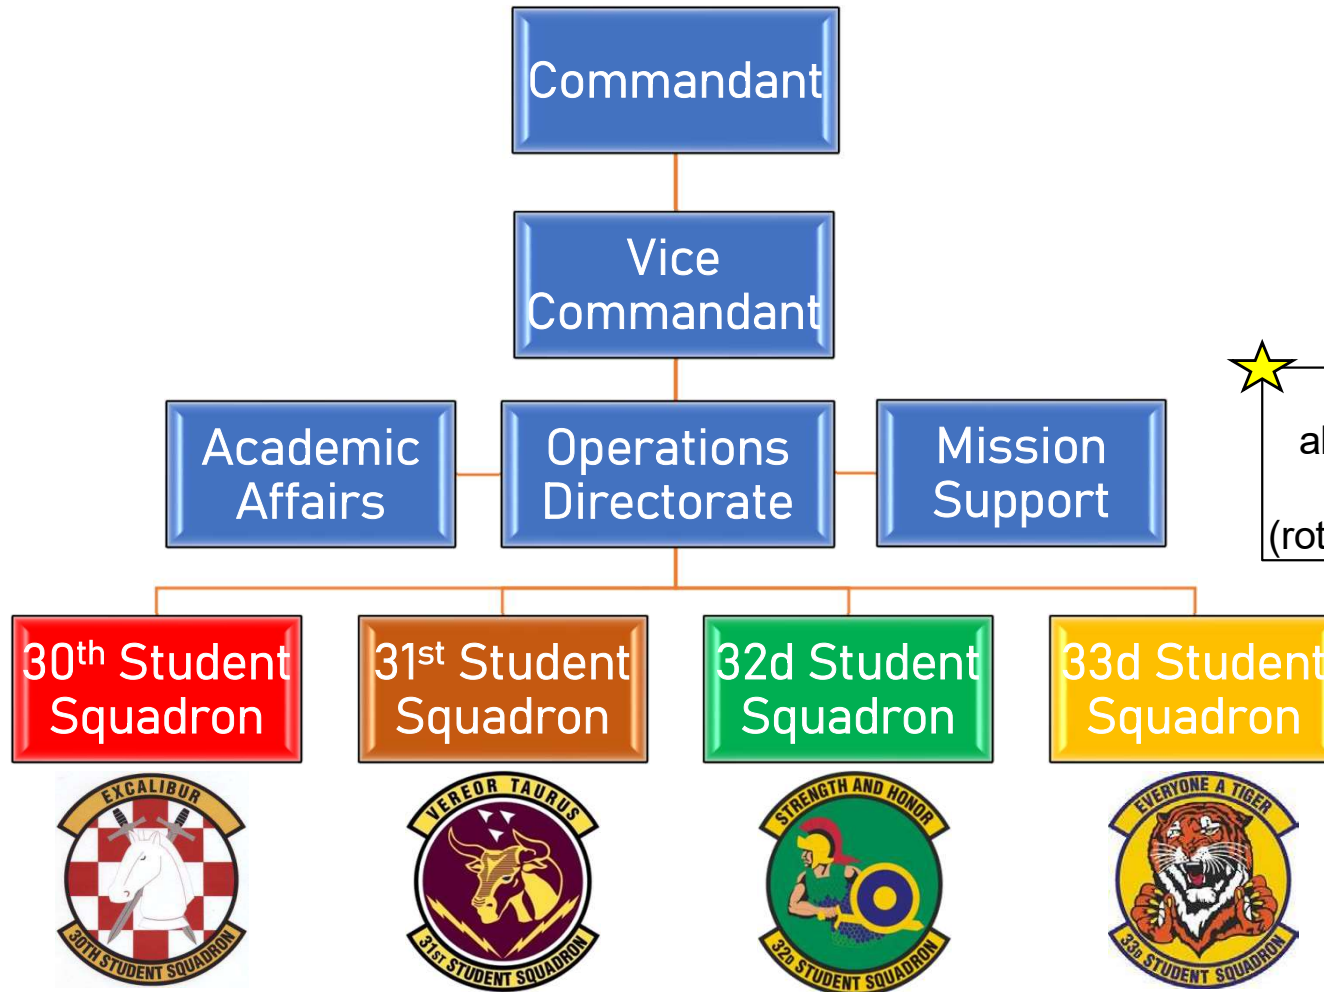 Commandant
Vice
Commandant
Academic
Affairs
Operations
Directorate
Mission
Support
30th Student
Squadron
31st Student
Squadron
32d Student
Squadron
33d Student
Squadron
EXCALIBUR
30TH STUDENT SQUADRON
VEREOR TAURUS
31ST STUDENT SQUADRON
STRENGTH AND HONOR
32D STUDENT SQUADRON
EVERYONE A TIGER
33D STUDENT SQUADRON